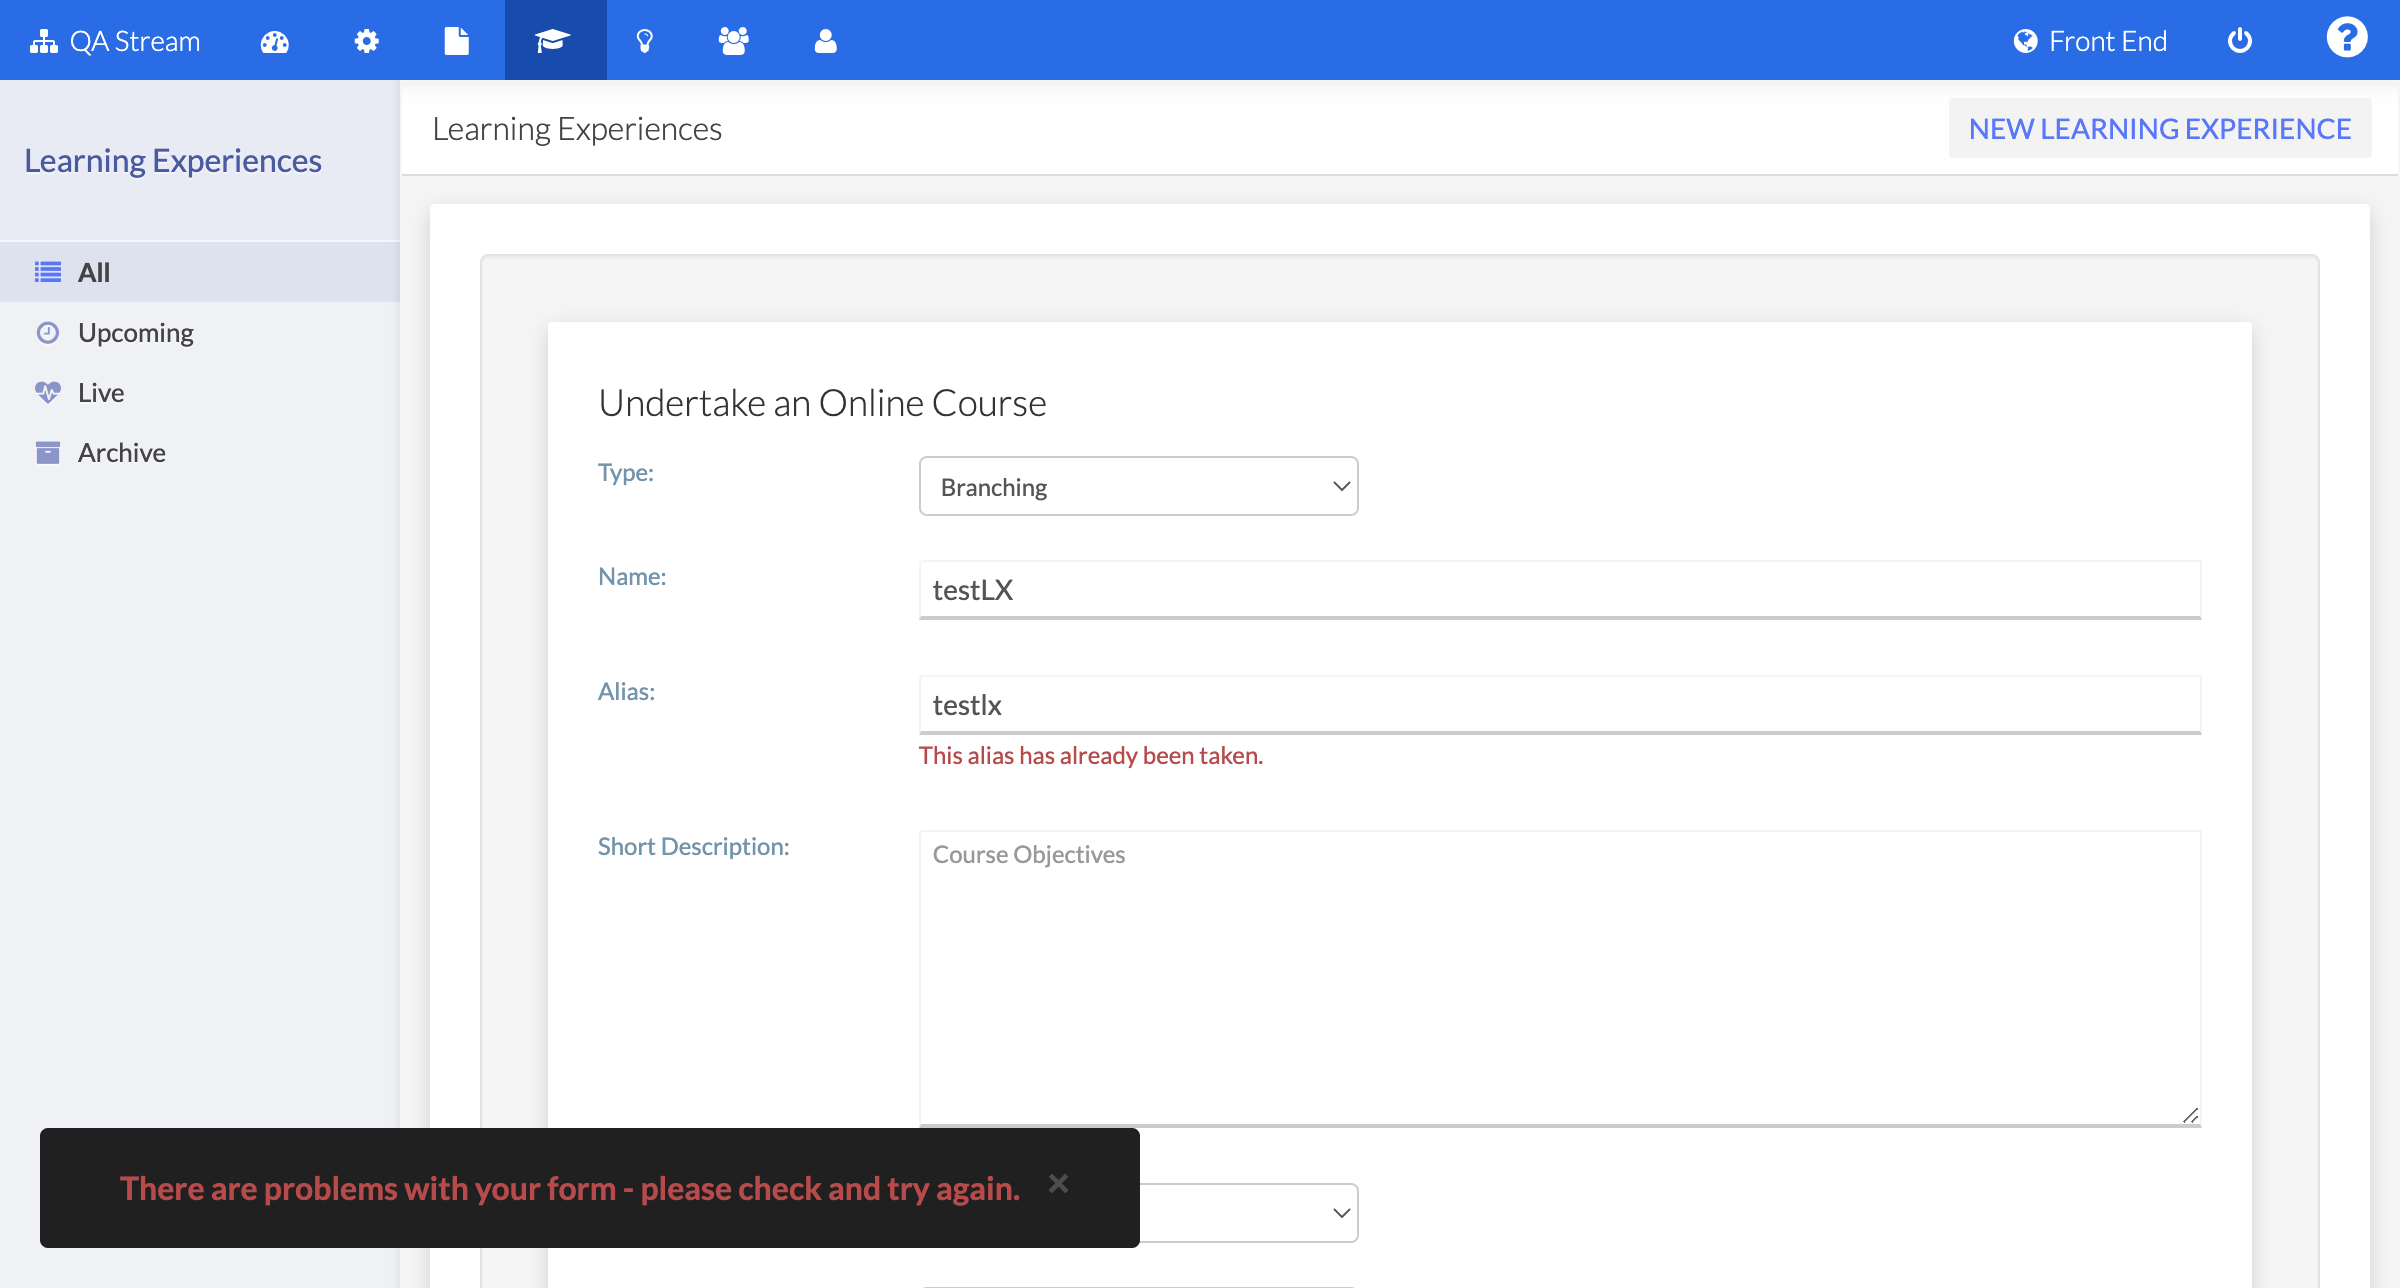 QA Stream
Front End
?
Learning Experiences
All
Upcoming
Live
Archive
Learning Experiences
NEW LEARNING EXPERIENCE
Undertake an Online Course
Type:
Branching
Name:
testLX
Alias:
testlx
This alias has already been taken.
Short Description:
Course Objectives
There are problems with your form - please check and try again. ×